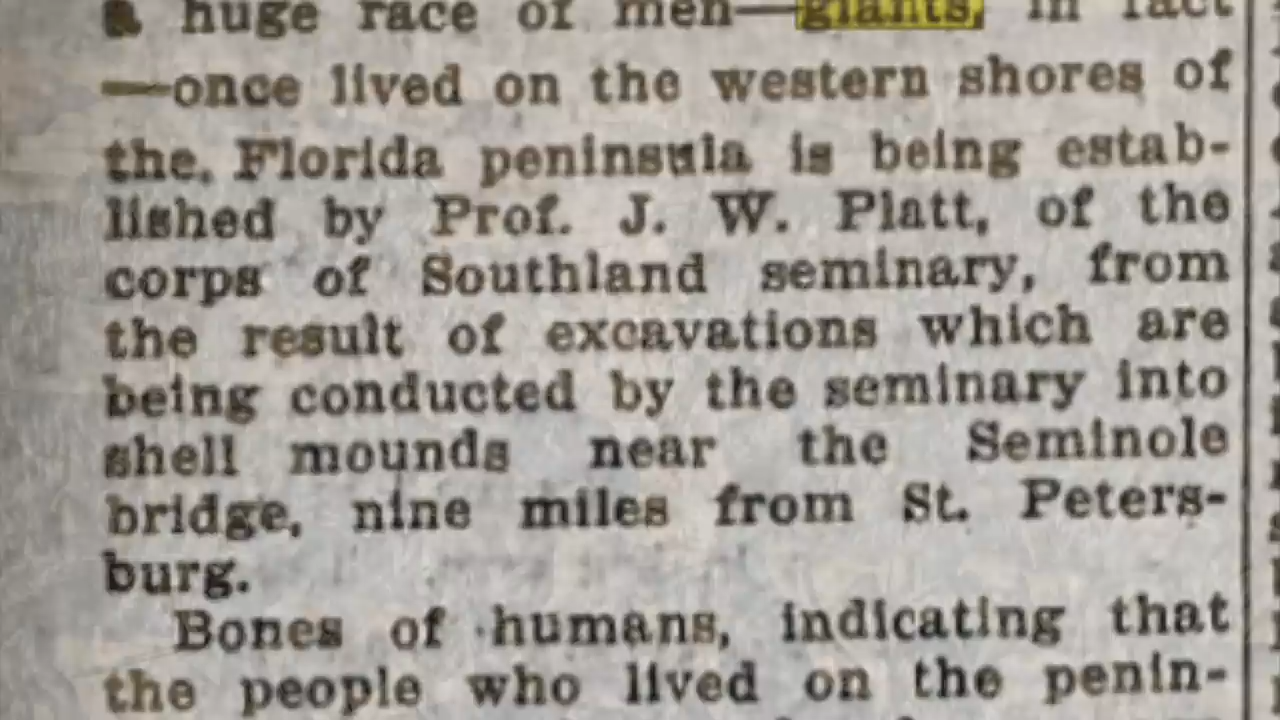 a huge race of men—giants, in fact
—once lived on the western shores of
the. Florida peninsula is being estab-
lished by Prof. J. W. Platt, of the
corps of Southland seminary, from
the result of excavations which are
being conducted by the seminary into
shell mounds near the Seminole
bridge, nine miles from St. Peters-
burg.
Bones of humans, indicating that
the people who lived on the penin-